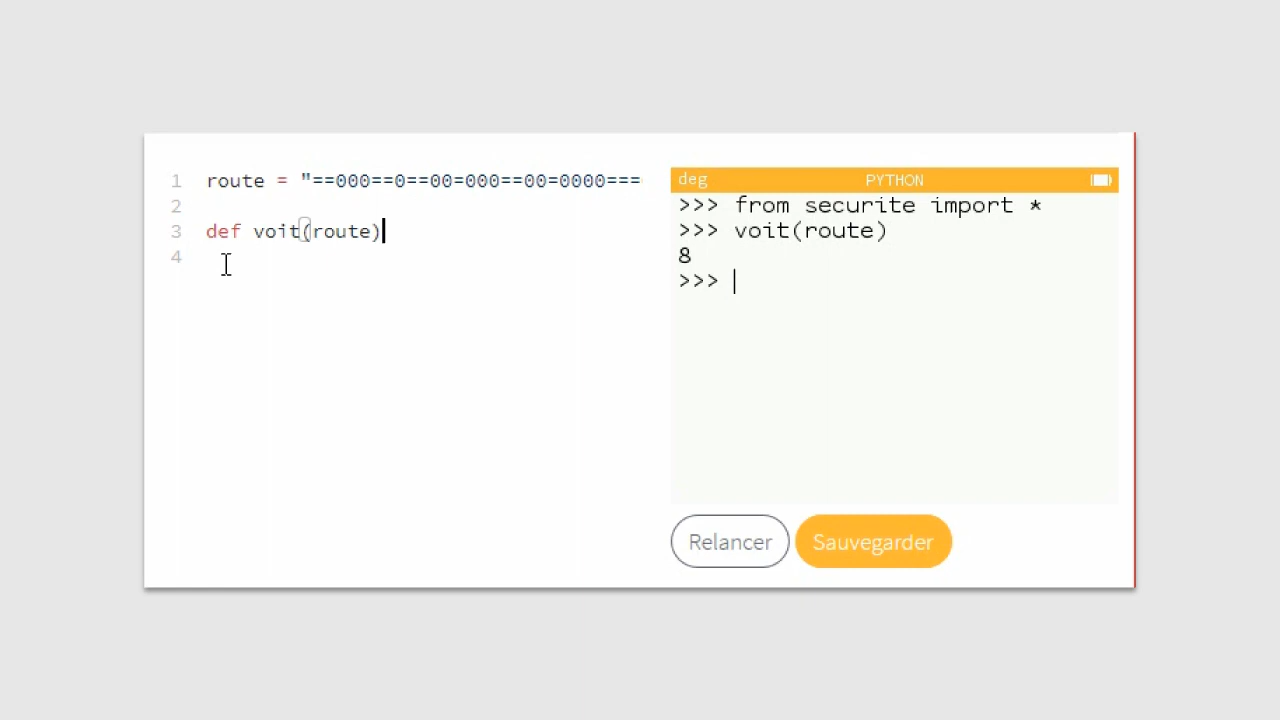 1 route = "==000==0==00=000==00=0000===
2
3 def voit(route)
4
deg PYTHON
>>> from securite import *
>>> voit(route)
8
>>>
Relancer Sauvegarder